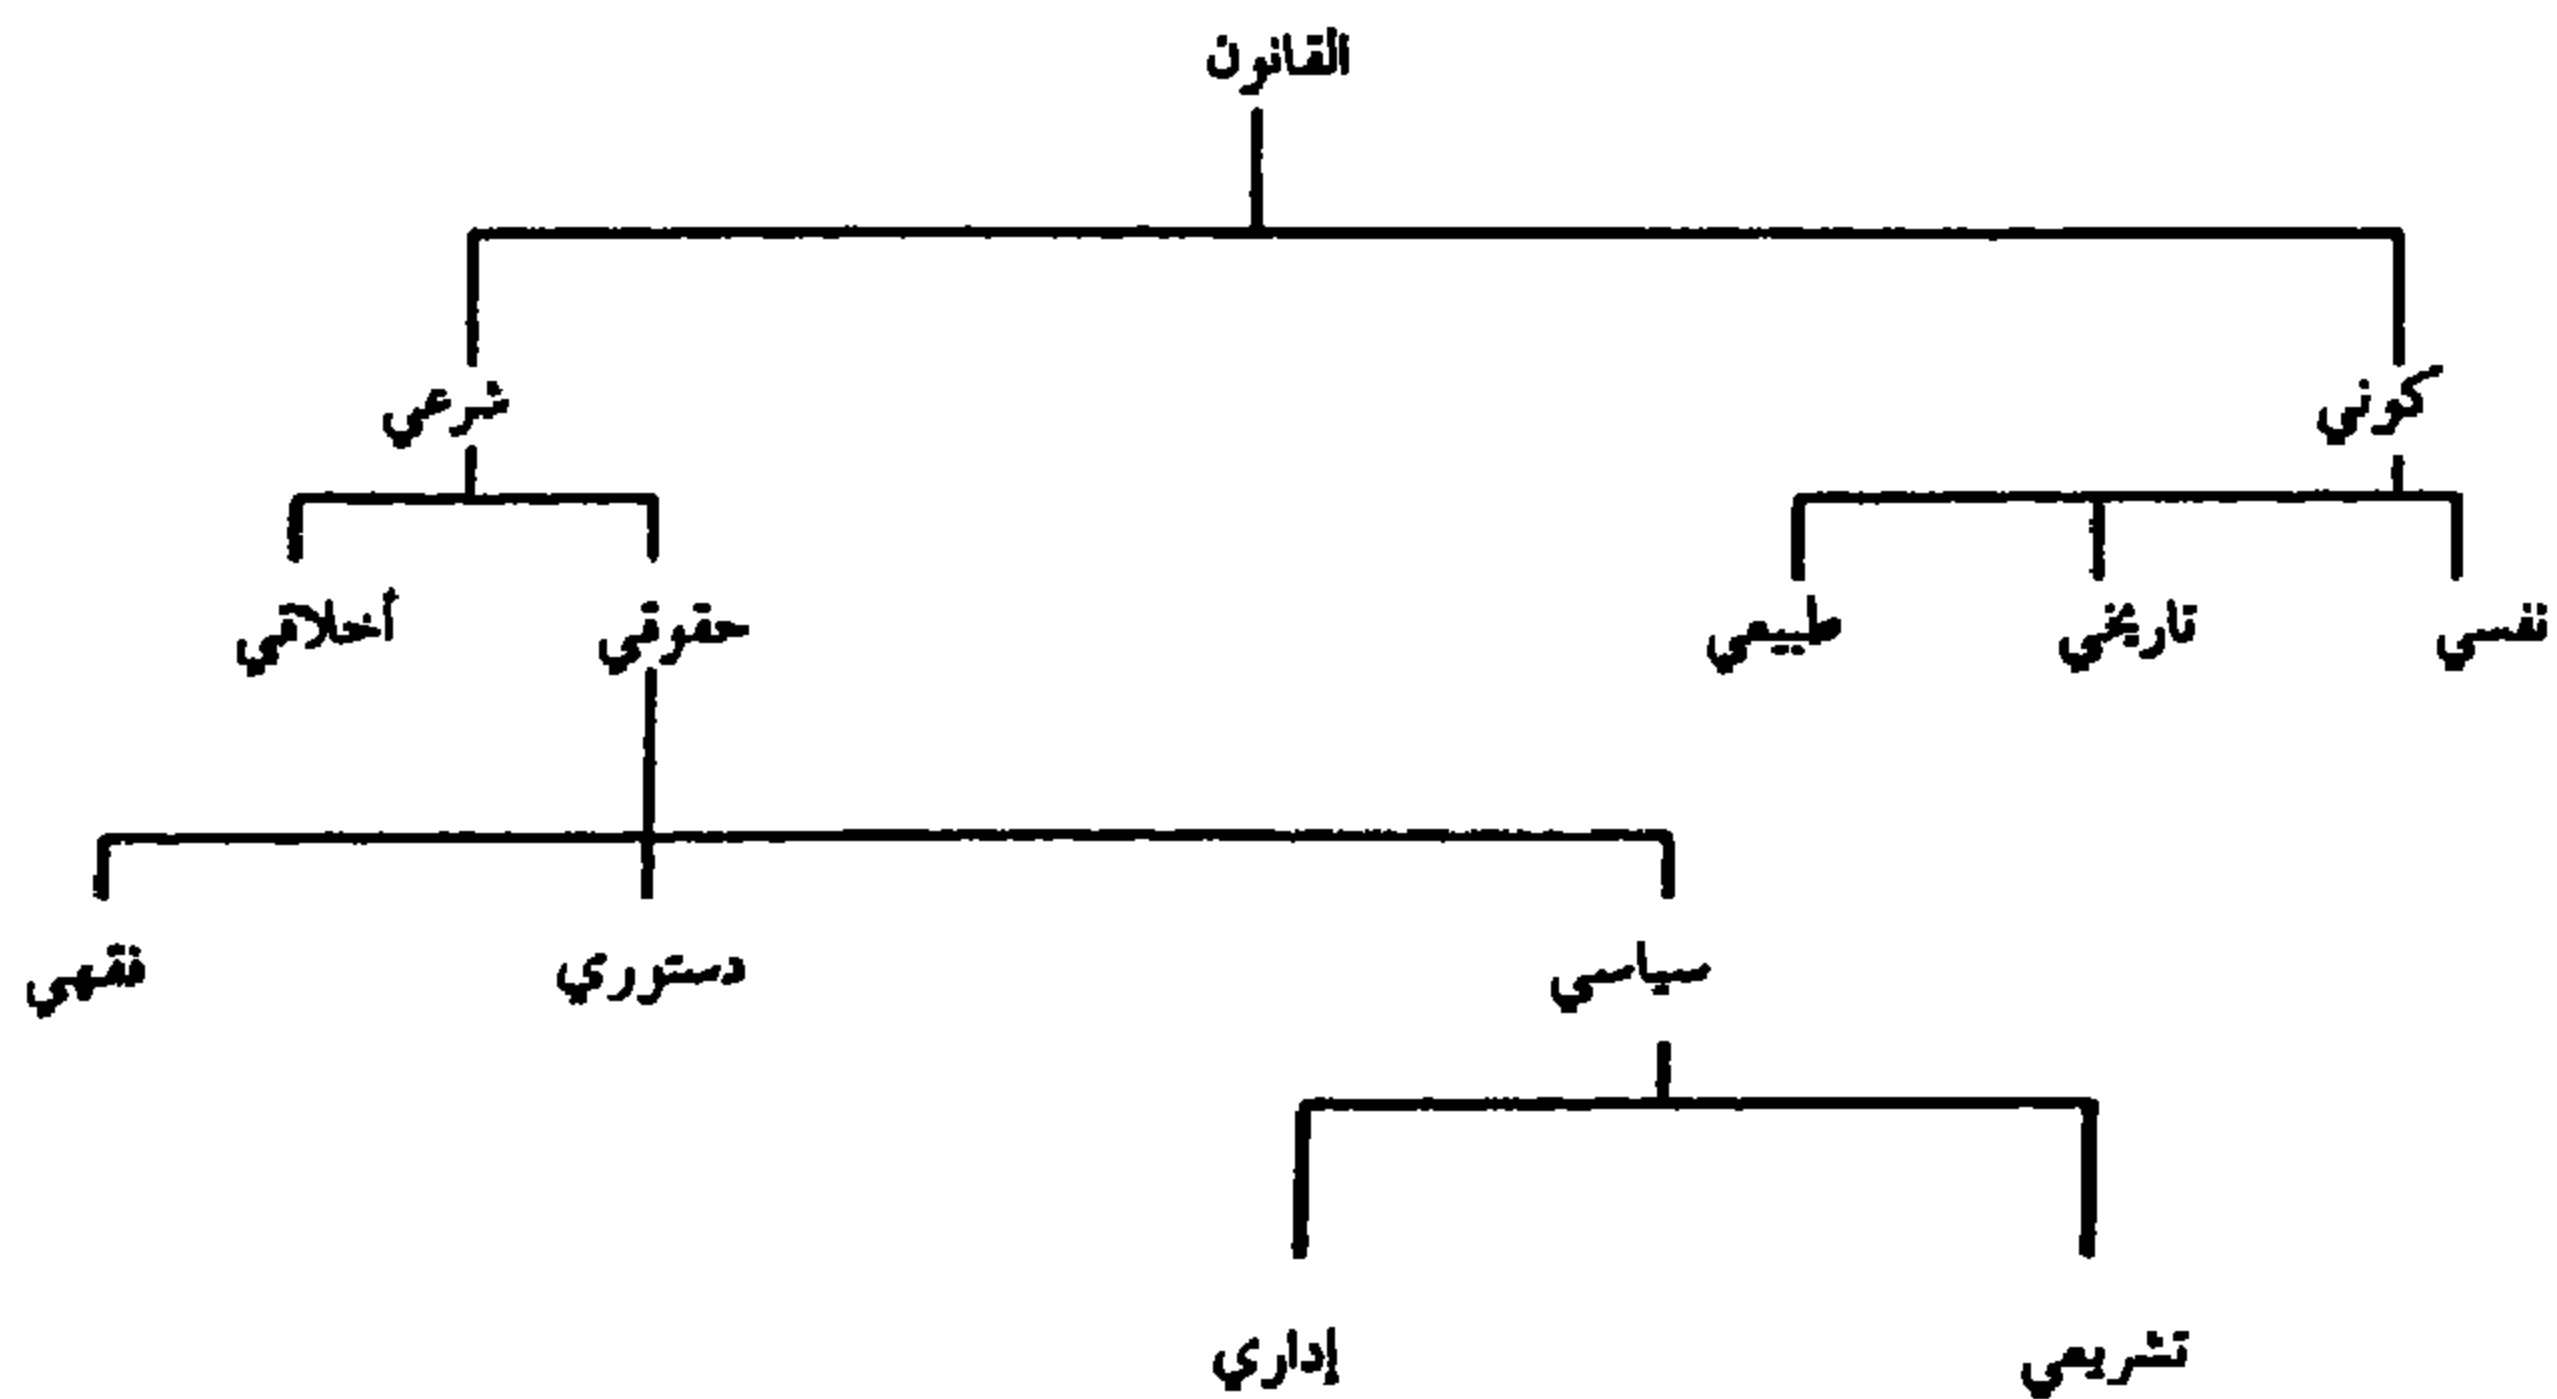 القانون
كوني شرعي
نفسي تاريخي طبيعي حقوقي أخلاقي
سياسي دستوري فقهي
تشريعي إداري